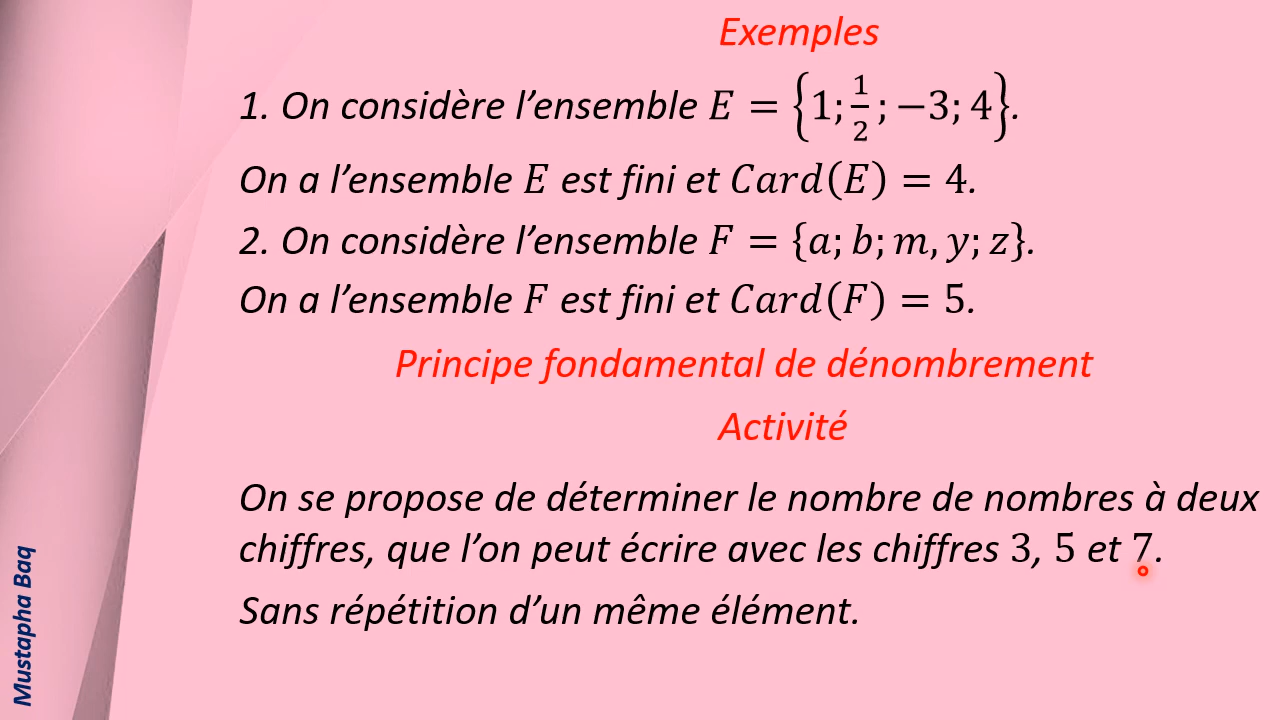 Exemples
1. On considère l’ensemble E = {1; 1/2 ; −3; 4}.
On a l’ensemble E est fini et Card(E) = 4.
2. On considère l’ensemble F = {a; b; m, y; z}.
On a l’ensemble F est fini et Card(F) = 5.
Principe fondamental de dénombrement
Activité
On se propose de déterminer le nombre de nombres à deux
chiffres, que l’on peut écrire avec les chiffres 3, 5 et 7.
Sans répétition d’un même élément.
Mustapha Baq